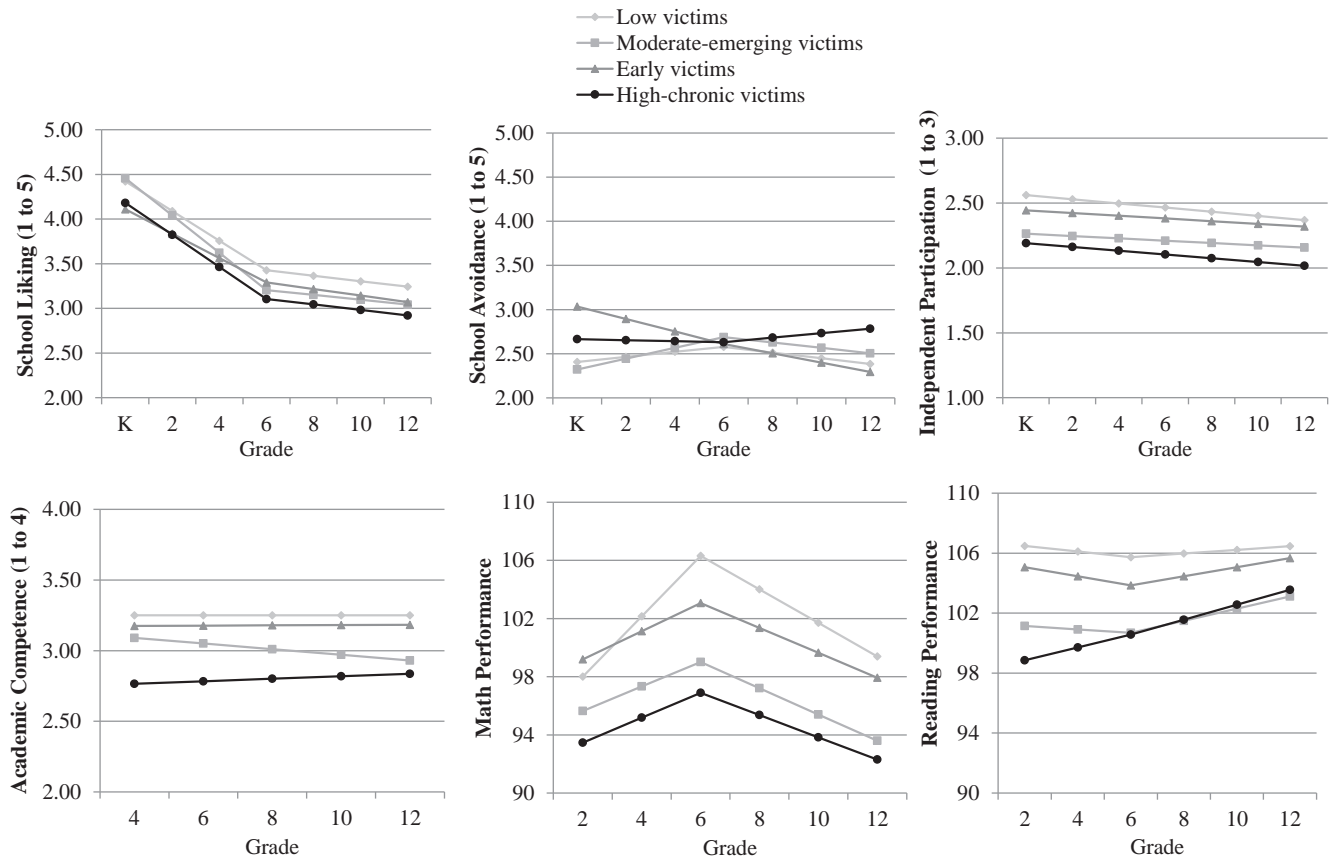 Low victims
Moderate-emerging victims
Early victims
High-chronic victims
School Liking (1 to 5)
5.00
4.50
4.00
3.50
3.00
2.50
2.00
K 2 4 6 8 10 12
Grade
School Avoidance (1 to 5)
5.00
4.50
4.00
3.50
3.00
2.50
2.00
K 2 4 6 8 10 12
Grade
Independent Participation (1 to 3)
3.00
2.50
2.00
1.50
1.00
K 2 4 6 8 10 12
Grade
Academic Competence (1 to 4)
4.00
3.50
3.00
2.50
2.00
4 6 8 10 12
Grade
Math Performance
110
106
102
98
94
90
2 4 6 8 10 12
Grade
Reading Performance
110
106
102
98
94
90
2 4 6 8 10 12
Grade